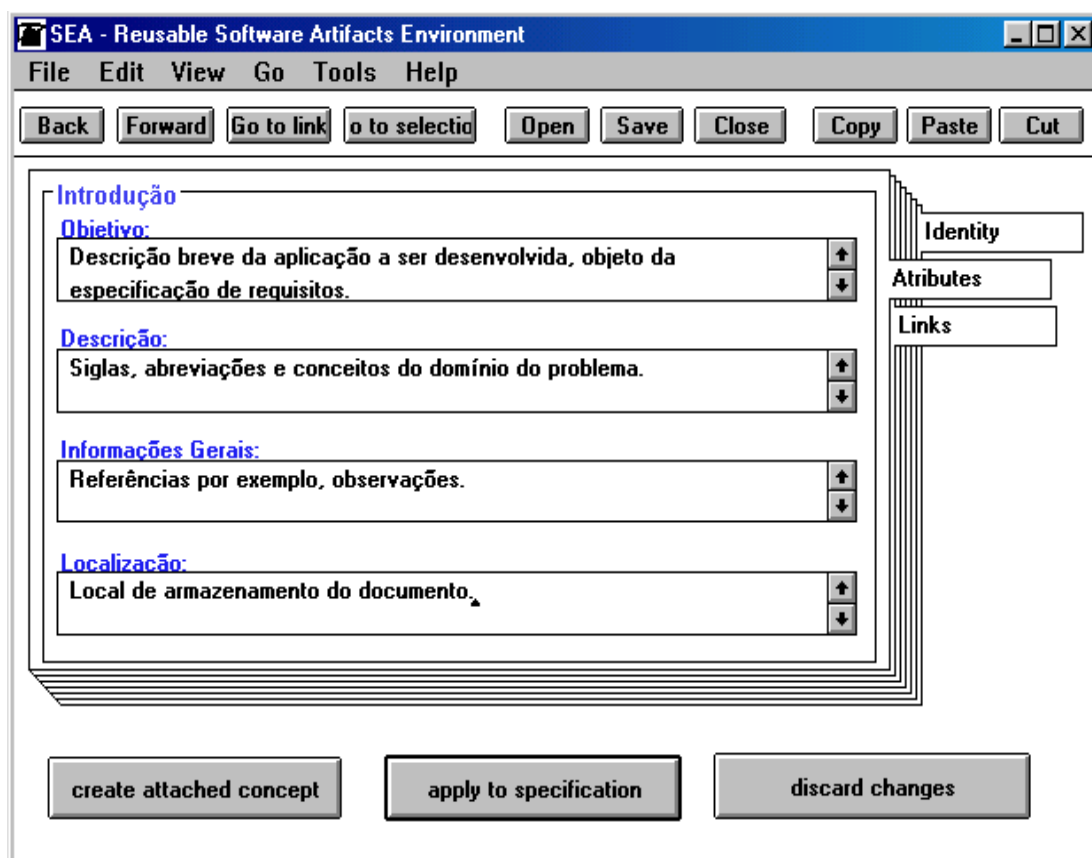 SEA - Reusable Software Artifacts Environment
File Edit View Go Tools Help
Back Forward Go to link o to selectio Open Save Close Copy Paste Cut
Introdução
Objetivo:
Descrição breve da aplicação a ser desenvolvida, objeto da
especificação de requisitos.
Descrição:
Siglas, abreviações e conceitos do domínio do problema.
Informações Gerais:
Referências por exemplo, observações.
Localização:
Local de armazenamento do documento.
Identity
Atributes
Links
create attached concept apply to specification discard changes